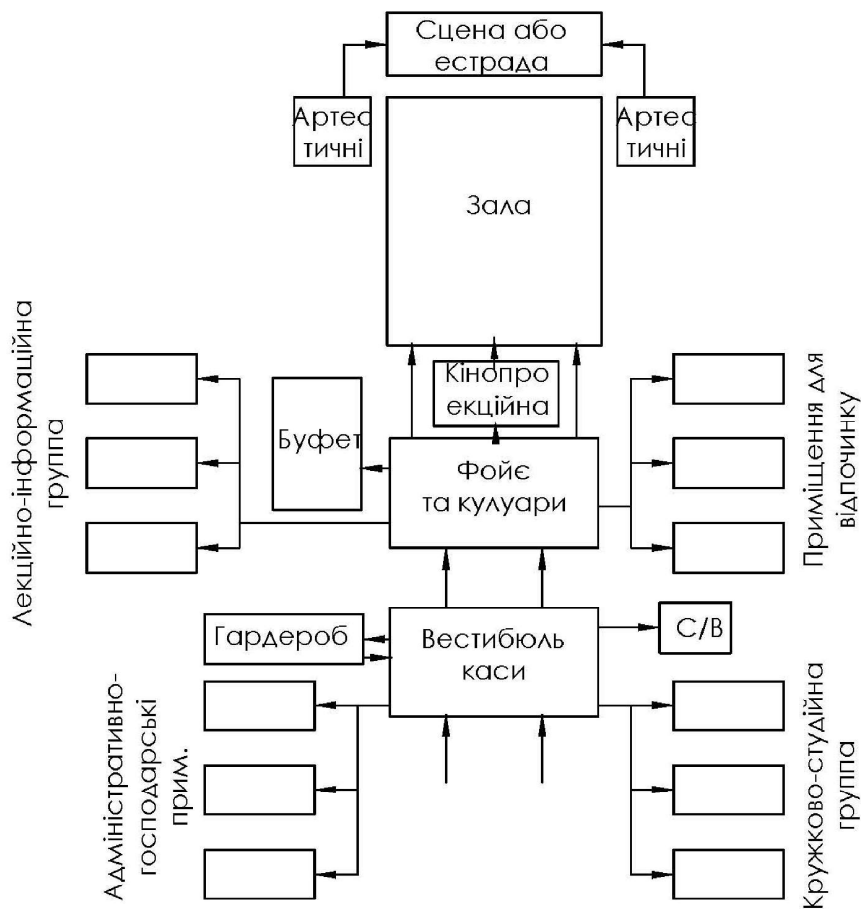 Сцена або
естрада
Артес
тичні
Артес
тичні
Зала
Лекційно-інформаційна
группа
Кінопро
екційна
Буфет
Фойє
та кулуари
Приміщення для
відпочинку
Гардероб
Вестибюль
каси
С/В
Адміністративно-
господарські
прим.
Кружково-студійна
группа